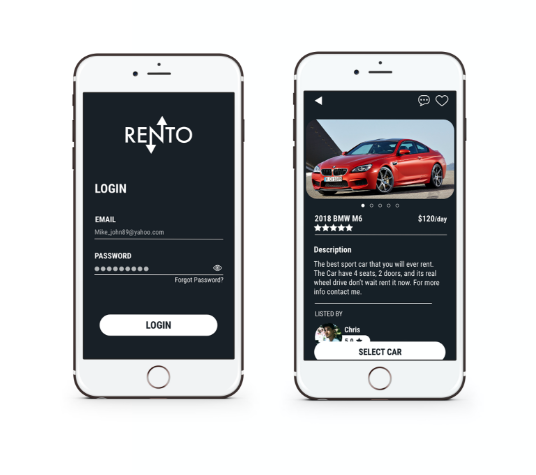 RENTO
LOGIN
EMAIL
Mike_john89@yahoo.com
PASSWORD
Forgot Password?
LOGIN
2018 BMW M6
$120/day
Description
The best sport car that you will ever rent.
The Car have 4 seats, 2 doors, and its real
wheel drive don't wait rent it now. For more
info contact me.
LISTED BY
Chris
5.0
SELECT CAR